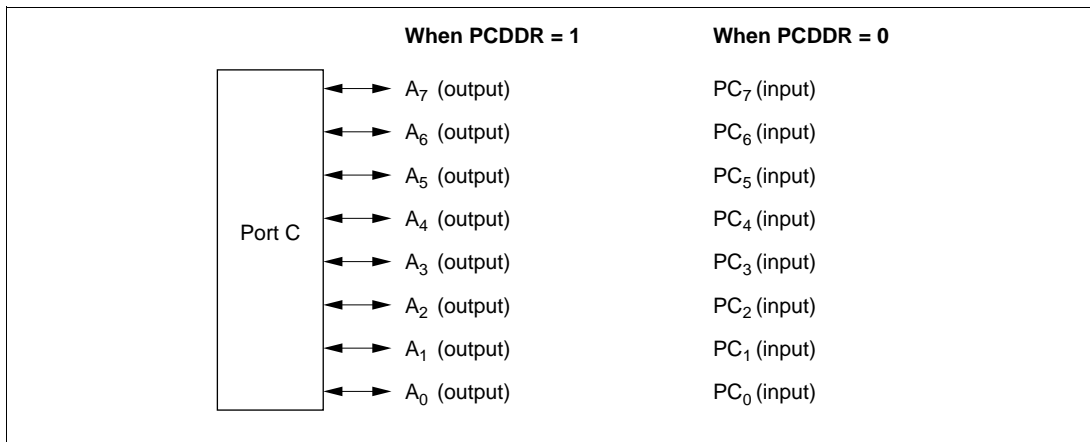 When PCDDR = 1 When PCDDR = 0
A7 (output) PC7 (input)
A6 (output) PC6 (input)
A5 (output) PC5 (input)
A4 (output) PC4 (input)
Port C
A3 (output) PC3 (input)
A2 (output) PC2 (input)
A1 (output) PC1 (input)
A0 (output) PC0 (input)